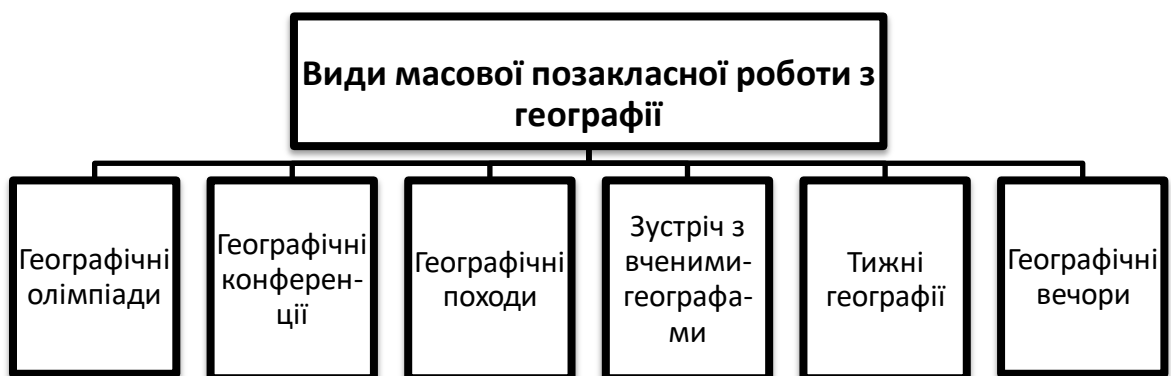 Види масової позакласної роботи з
географії
Географічні
олімпіади
Географічні
конферен-
ції
Географічні
походи
Зустріч з
вченими-
географа-
ми
Тижні
географії
Географічні
вечори